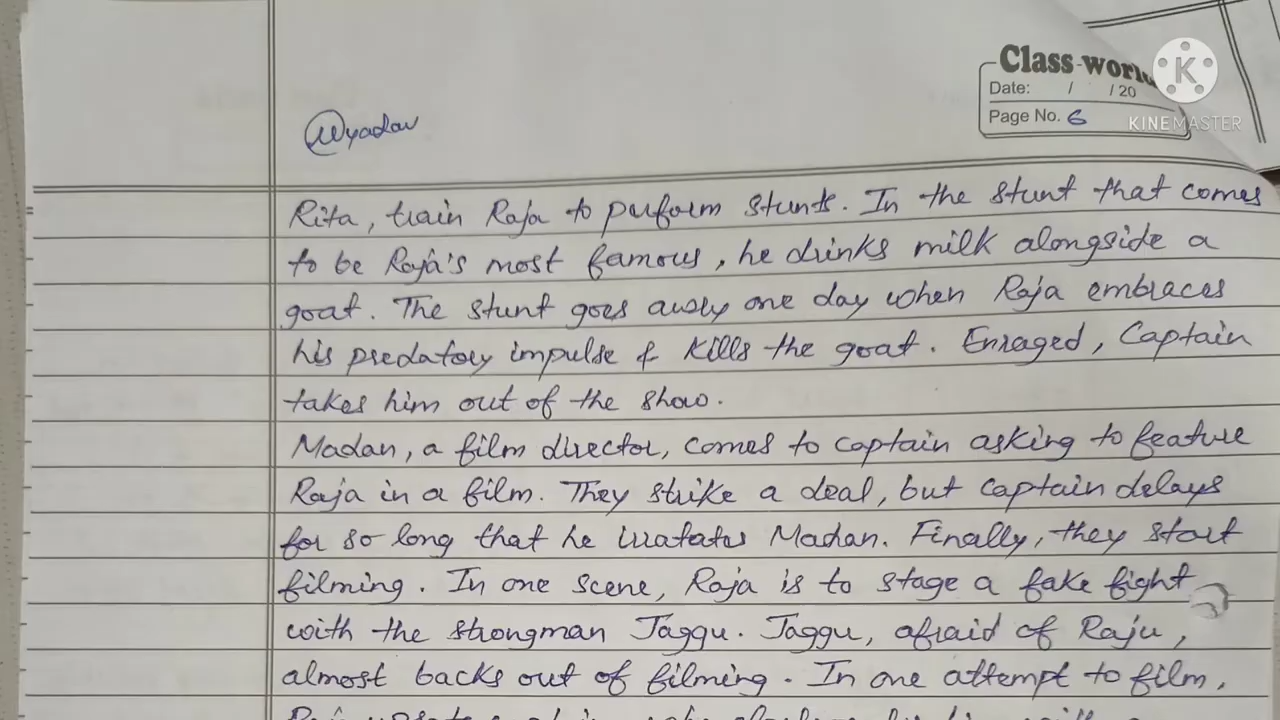 Class-work
Date: / /20
Page No. 6
KINEMASTER
@wyadav
Rita, train Raja to perform stunts. In the stunt that comes
to be Raja's most famous, he drinks milk alongside a
goat. The stunt goes awry one day when Raja embraces
his predatory impulse & kills the goat. Enraged, Captain
takes him out of the show.
Madan, a film director, comes to captain asking to feature
Raja in a film. They strike a deal, but captain delays
for so long that he irritates Madan. Finally, they start
filming. In one scene, Raja is to stage a fake fight
with the strongman Jaggu. Jaggu, afraid of Raju,
almost backs out of filming. In one attempt to film,